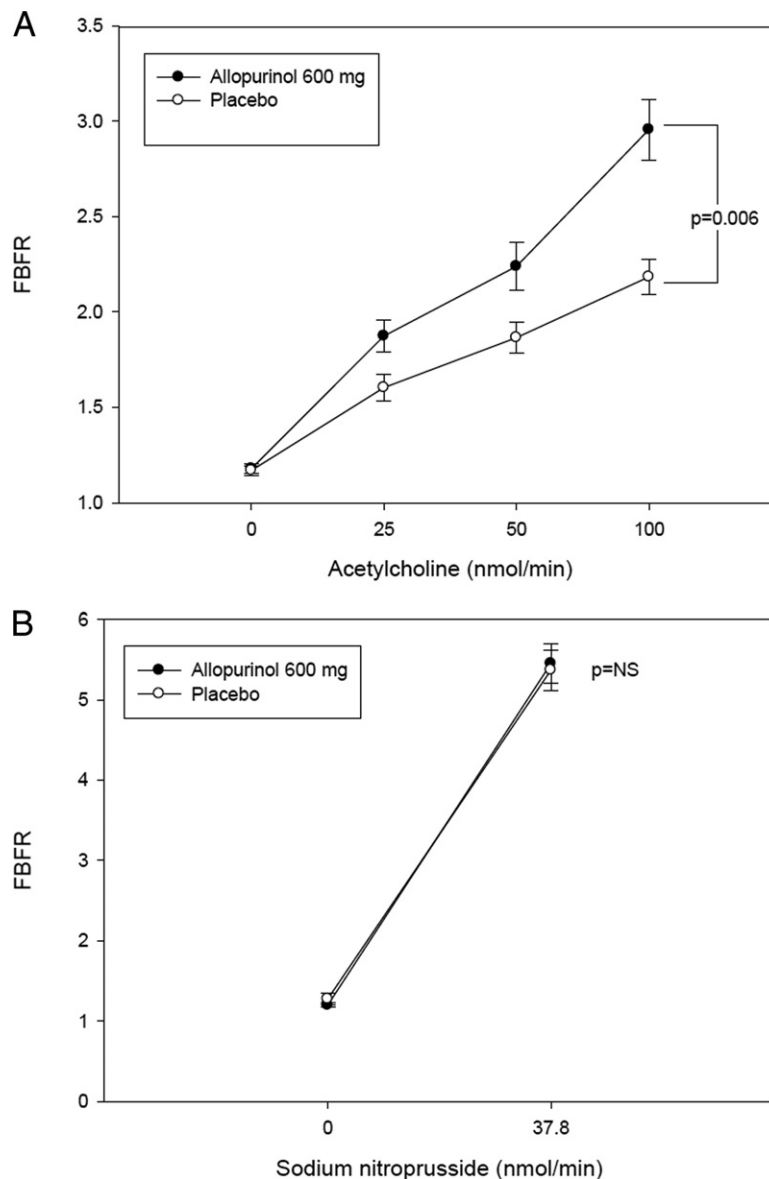 A
3.5
Allopurinol 600 mg
Placebo
3.0
p=0.006
2.5
FBFR
2.0
1.5
1.0
0 25 50 100
Acetylcholine (nmol/min)
B
6
Allopurinol 600 mg
p=NS
Placebo
5
4
FBFR
3
2
1
0
0 37.8
Sodium nitroprusside (nmol/min)